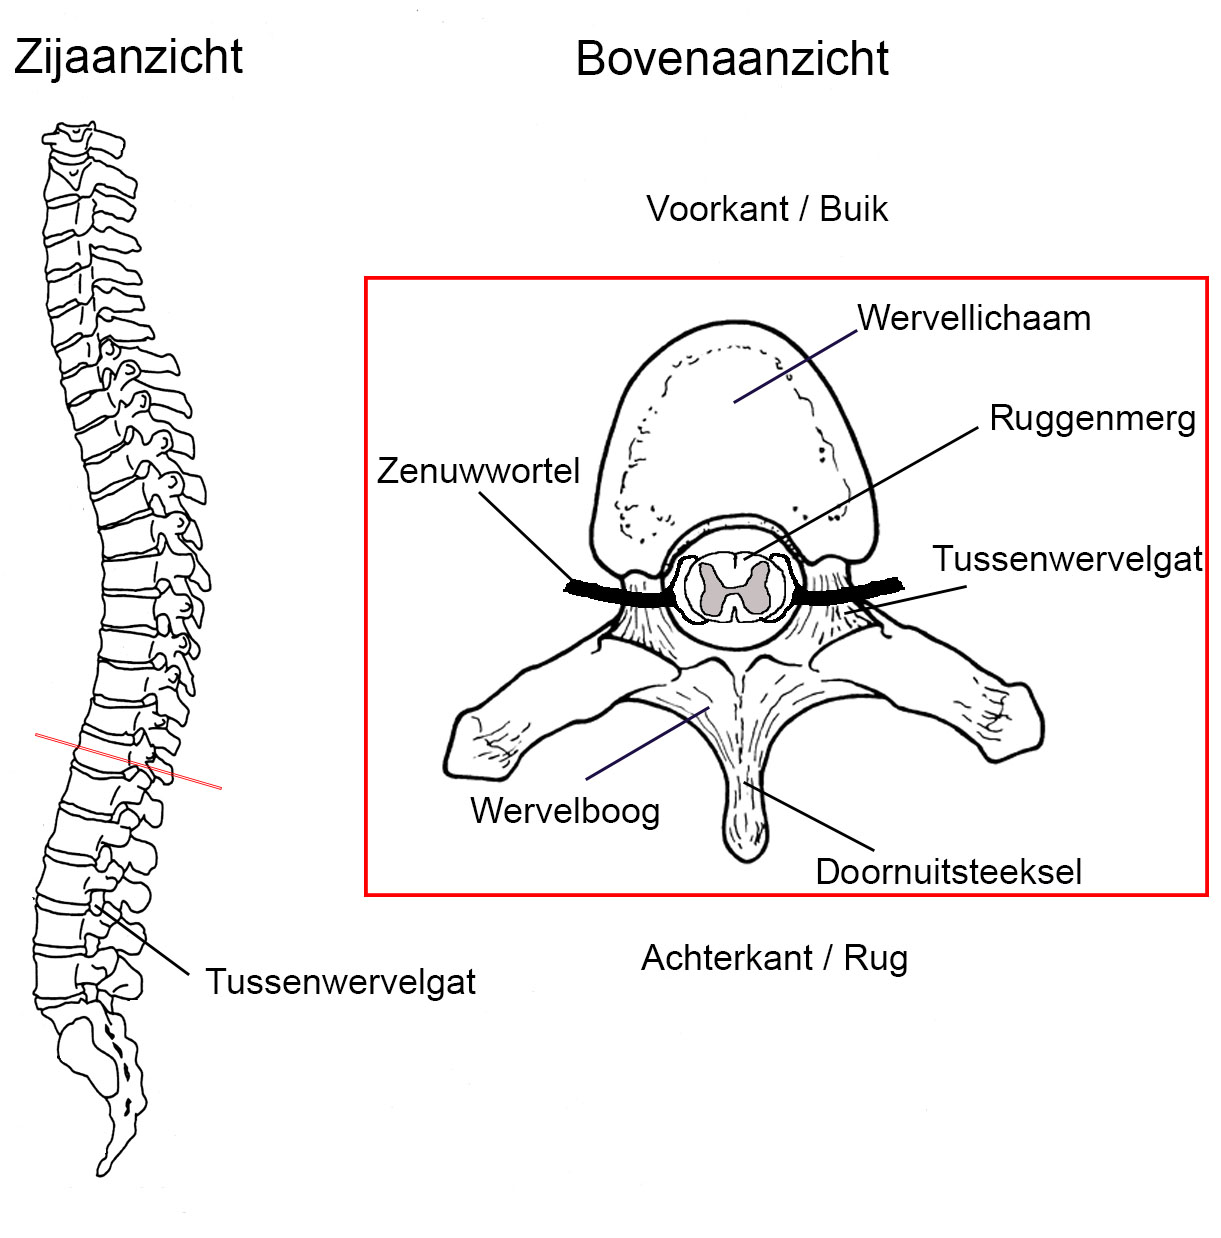 Zijaanzicht
Bovenaanzicht
Voorkant / Buik
Wervellichaam
Ruggenmerg
Zenuwwortel
Tussenwervelgat
Wervelboog
Doornuitsteeksel
Achterkant / Rug
Tussenwervelgat